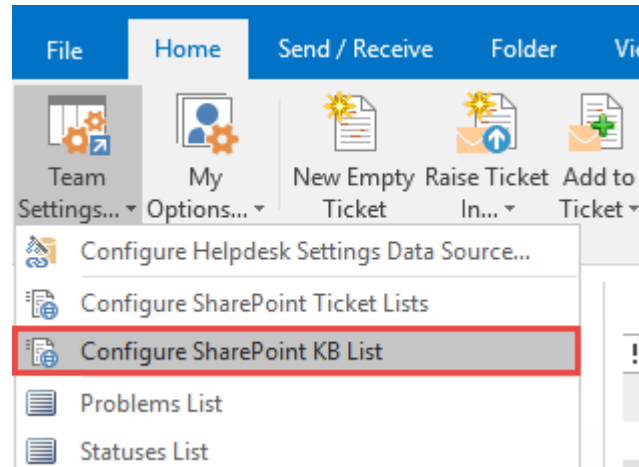 File Home Send / Receive Folder
Team My New Empty Raise Ticket Add to
Settings... Options... Ticket In... Ticket
Configure Helpdesk Settings Data Source...
Configure SharePoint Ticket Lists
Configure SharePoint KB List
!
Problems List
Statuses List